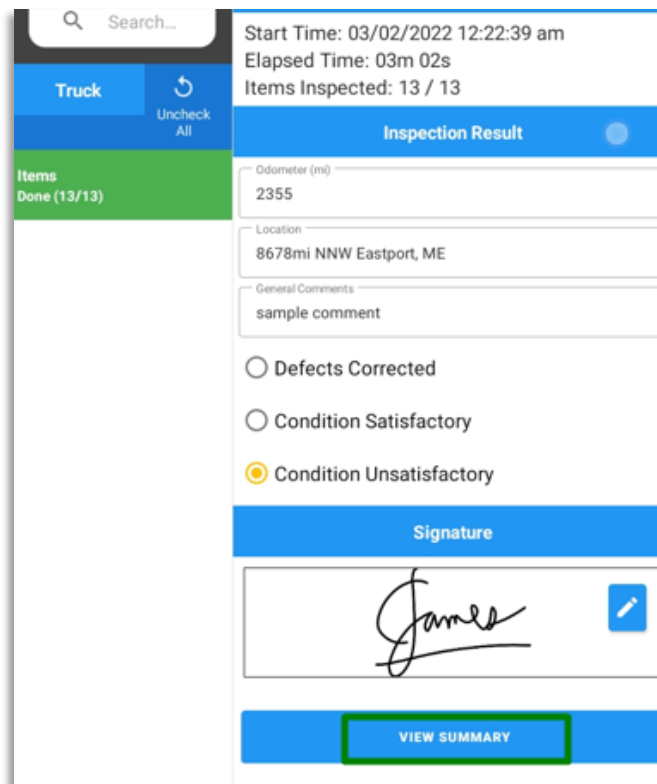 Search...
Truck
Uncheck
All
Items
Done (13/13)
Start Time: 03/02/2022 12:22:39 am
Elapsed Time: 03m 02s
Items Inspected: 13 / 13
Inspection Result
Odometer (mi)
2355
Location
8678mi NNW Eastport, ME
General Comments
sample comment
Defects Corrected
Condition Satisfactory
Condition Unsatisfactory
Signature
James
VIEW SUMMARY